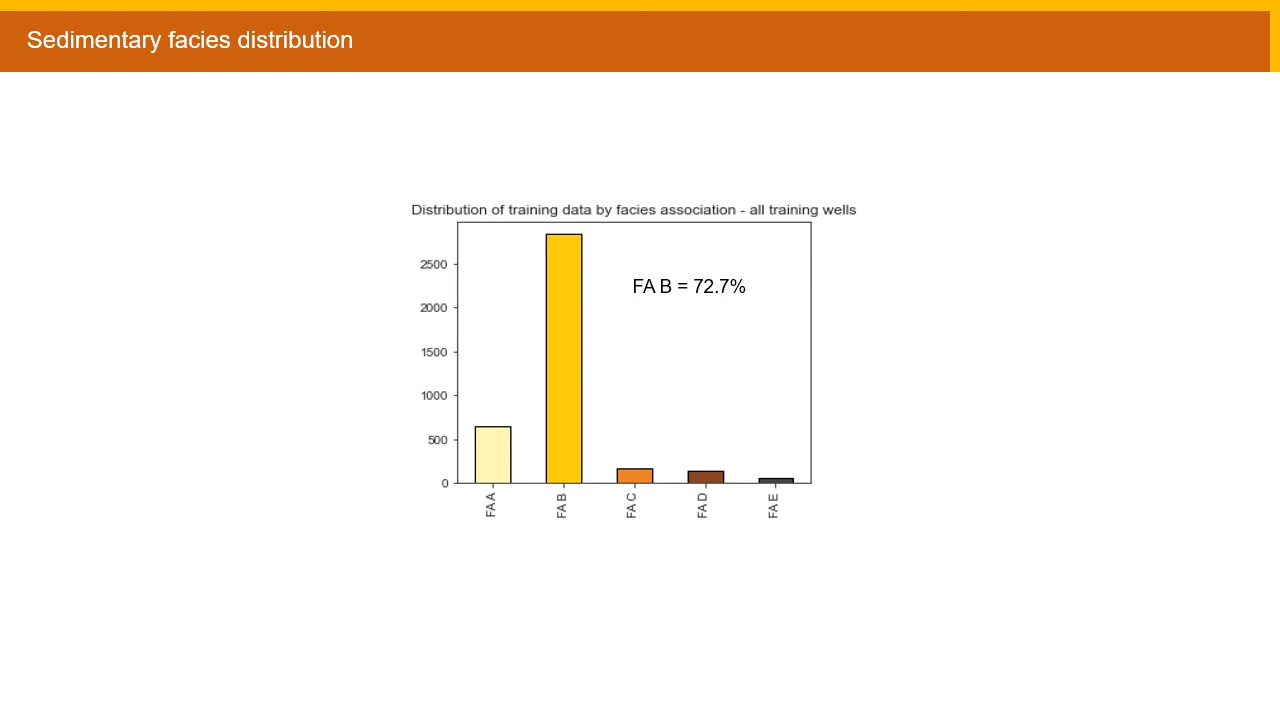 Sedimentary facies distribution
Distribution of training data by facies association - all training wells
FA B = 72.7%
2500
2000
1500
1000
500
0
FA A
FA B
FA C
FA D
FA E